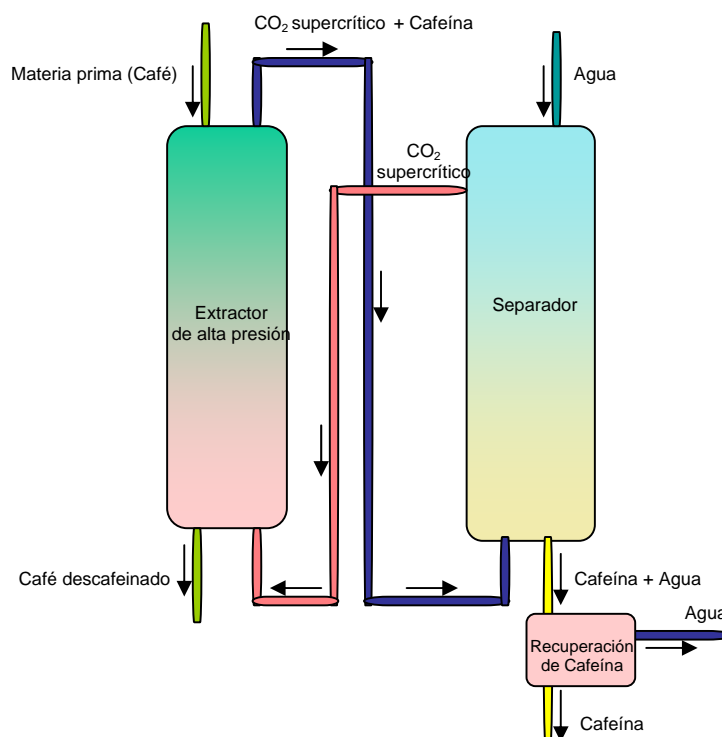 CO₂ supercrítico + Cafeína
Materia prima (Café)
Agua
CO₂
supercrítico
Extractor
de alta presión
Separador
Café descafeinado
Cafeína + Agua
Agua
Recuperación
de Cafeína
Cafeína